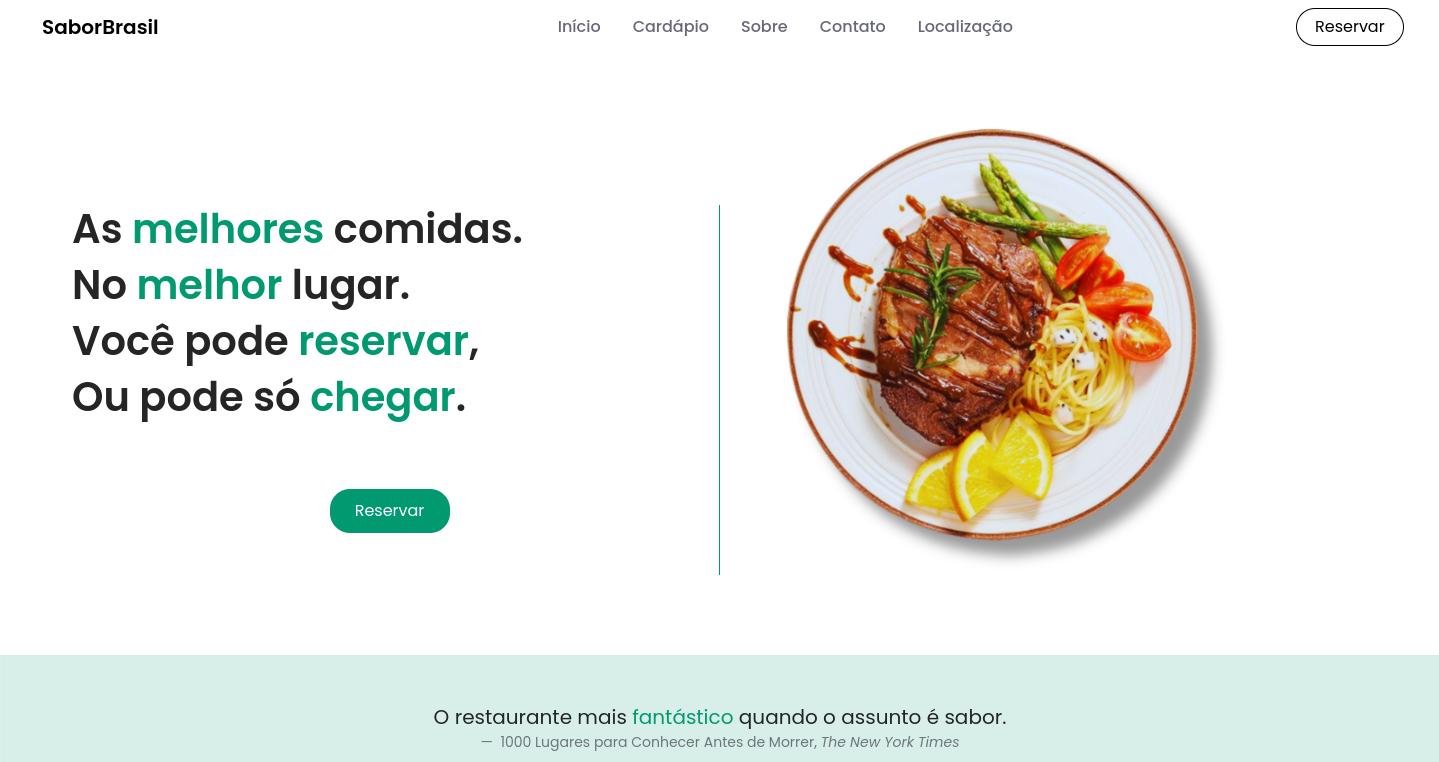 SaborBrasil
Início Cardápio Sobre Contato Localização
Reservar
As melhores comidas.
No melhor lugar.
Você pode reservar,
Ou pode só chegar.
Reservar
O restaurante mais fantástico quando o assunto é sabor.
— 1000 Lugares para Conhecer Antes de Morrer, The New York Times